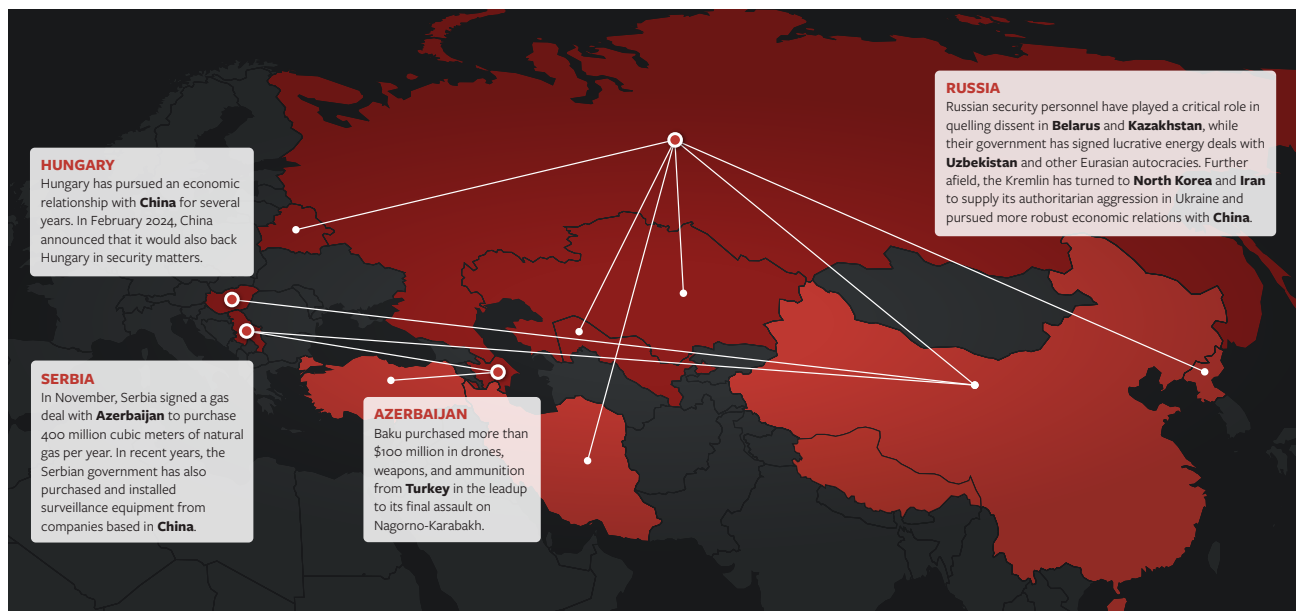 HUNGARY
Hungary has pursued an economic
relationship with China for several
years. In February 2024, China
announced that it would also back
Hungary in security matters.
SERBIA
In November, Serbia signed a gas
deal with Azerbaijan to purchase
400 million cubic meters of natural
gas per year. In recent years, the
Serbian government has also
purchased and installed
surveillance equipment from
companies based in China.
AZERBAIJAN
Baku purchased more than
$100 million in drones,
weapons, and ammunition
from Turkey in the leadup
to its final assault on
Nagorno-Karabakh.
RUSSIA
Russian security personnel have played a critical role in
quelling dissent in Belarus and Kazakhstan, while
their government has signed lucrative energy deals with
Uzbekistan and other Eurasian autocracies. Further
afield, the Kremlin has turned to North Korea and Iran
to supply its authoritarian aggression in Ukraine and
pursued more robust economic relations with China.